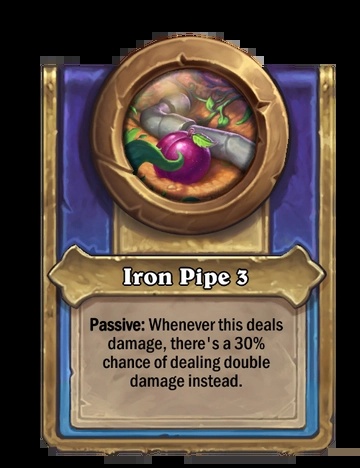 Iron Pipe 3
Passive: Whenever this deals
damage, there's a 30%
chance of dealing double
damage instead.